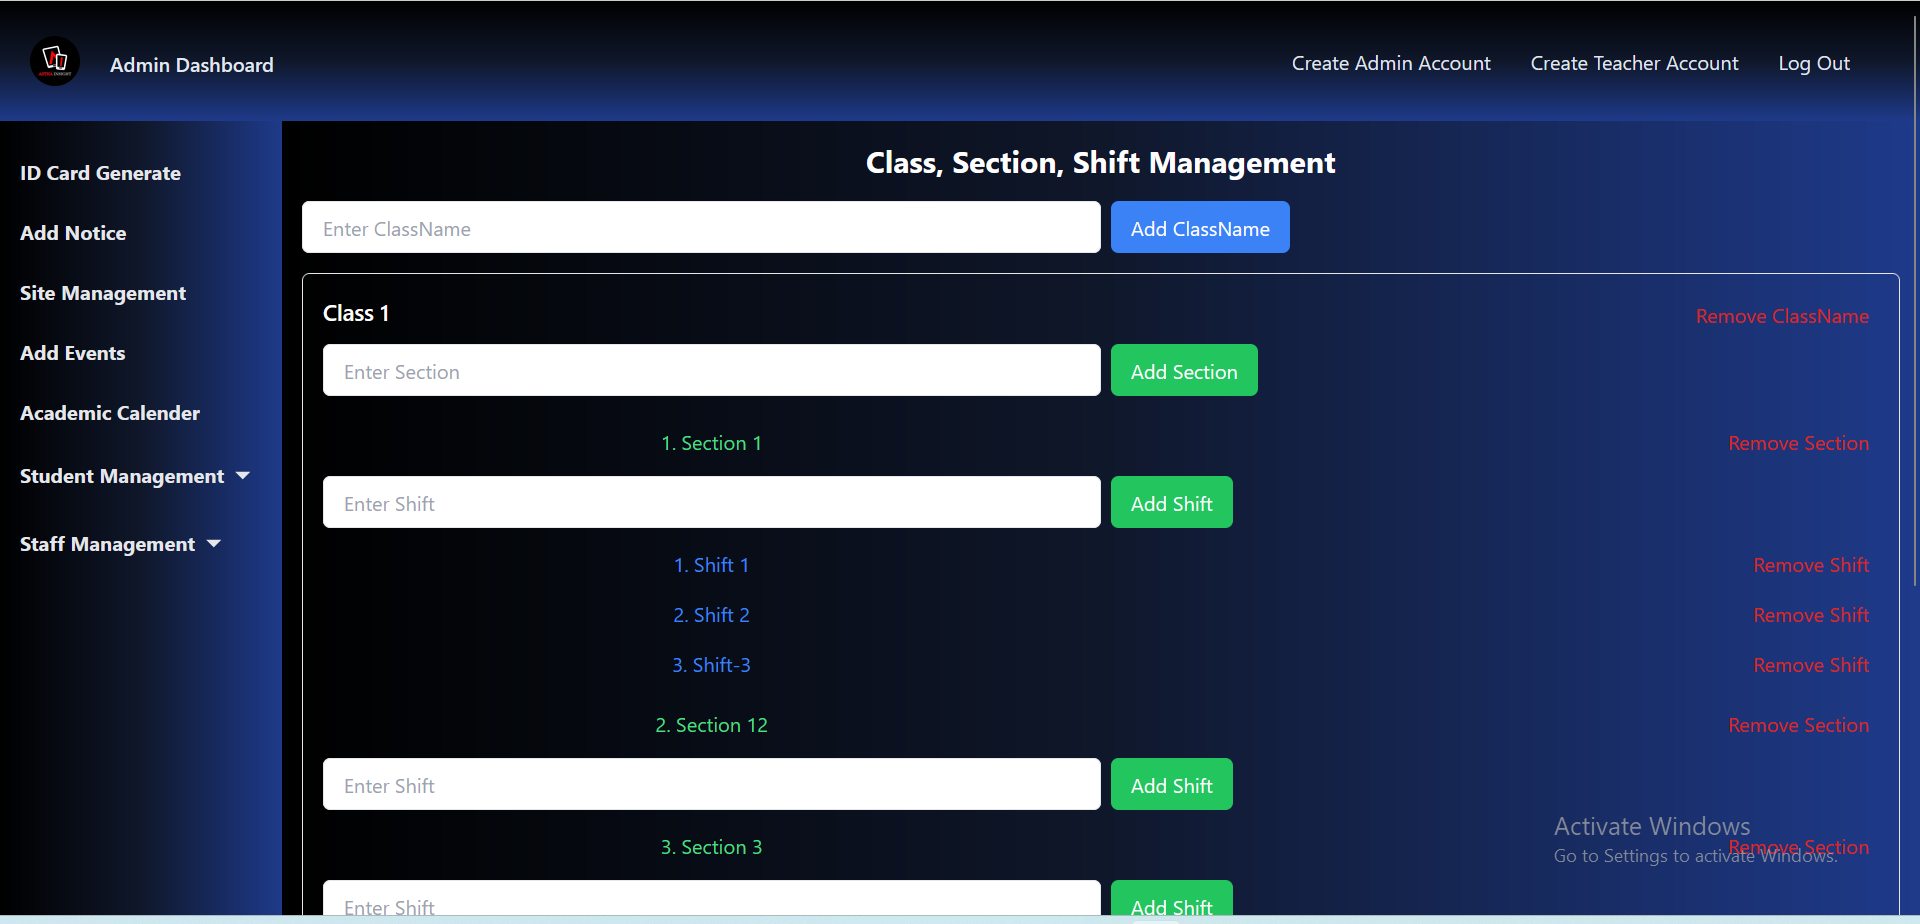 Admin Dashboard
Create Admin Account
Create Teacher Account
Log Out
ID Card Generate
Add Notice
Site Management
Add Events
Academic Calender
Student Management
Staff Management
Class, Section, Shift Management
Enter ClassName
Add ClassName
Class 1
Remove ClassName
Enter Section
Add Section
1. Section 1
Remove Section
Enter Shift
Add Shift
1. Shift 1
Remove Shift
2. Shift 2
Remove Shift
3. Shift-3
Remove Shift
2. Section 12
Remove Section
Enter Shift
Add Shift
3. Section 3
Remove Section
Enter Shift
Add Shift
Activate Windows
Go to Settings to activate Windows.